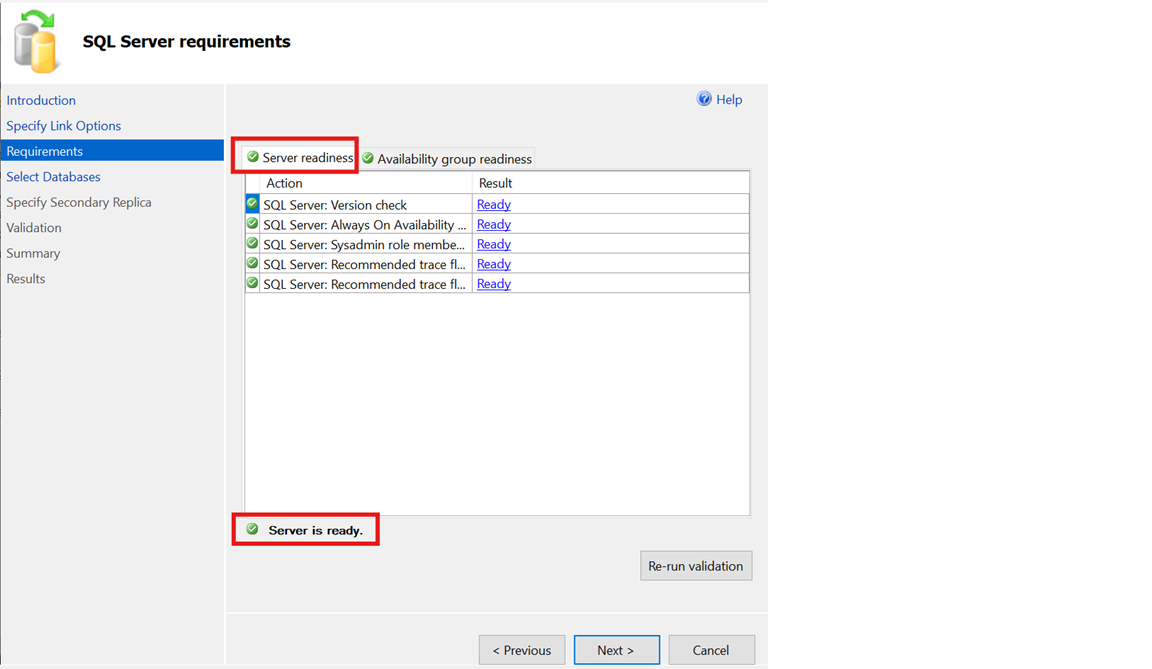 SQL Server requirements
Introduction
Specify Link Options
Requirements
Select Databases
Specify Secondary Replica
Validation
Summary
Results
Help
Server readiness
Availability group readiness
Action Result
SQL Server: Version check Ready
SQL Server: Always On Availability ... Ready
SQL Server: Sysadmin role membe... Ready
SQL Server: Recommended trace fl... Ready
SQL Server: Recommended trace fl... Ready
Server is ready.
Re-run validation
< Previous Next > Cancel